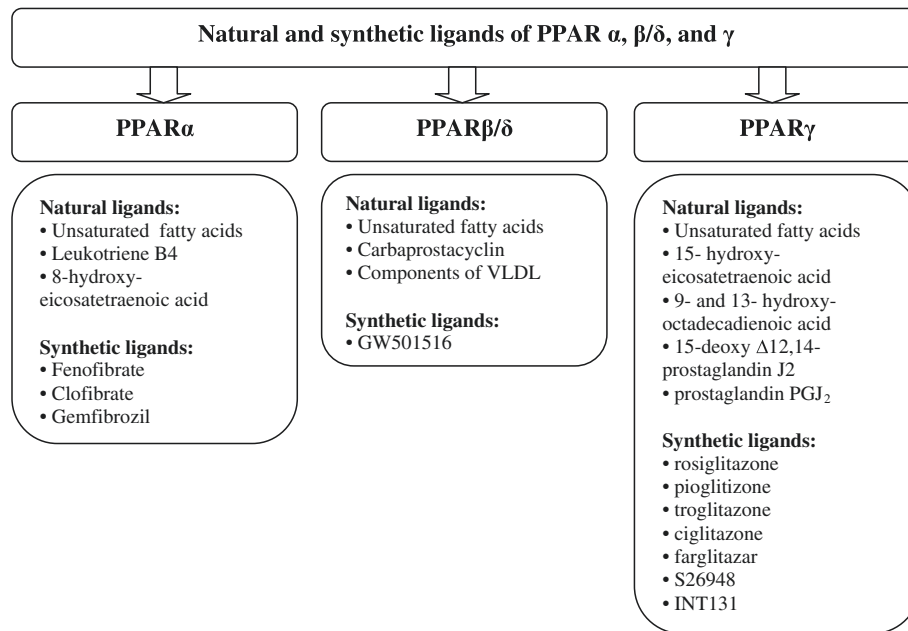 Natural and synthetic ligands of PPAR α, β/δ, and γ
PPARα
Natural ligands:
• Unsaturated fatty acids
• Leukotriene B4
• 8-hydroxy-
eicosatetraenoic acid
Synthetic ligands:
• Fenofibrate
• Clofibrate
• Gemfibrozil
PPARβ/δ
Natural ligands:
• Unsaturated fatty acids
• Carbaprostacyclin
• Components of VLDL
Synthetic ligands:
• GW501516
PPARγ
Natural ligands:
• Unsaturated fatty acids
• 15- hydroxy-
eicosatetraenoic acid
• 9- and 13- hydroxy-
octadecadienoic acid
• 15-deoxy Δ12,14-
prostaglandin J2
• prostaglandin PGJ₂
Synthetic ligands:
• rosiglitazone
• pioglitizone
• troglitazone
• ciglitazone
• farglitazar
• S26948
• INT131